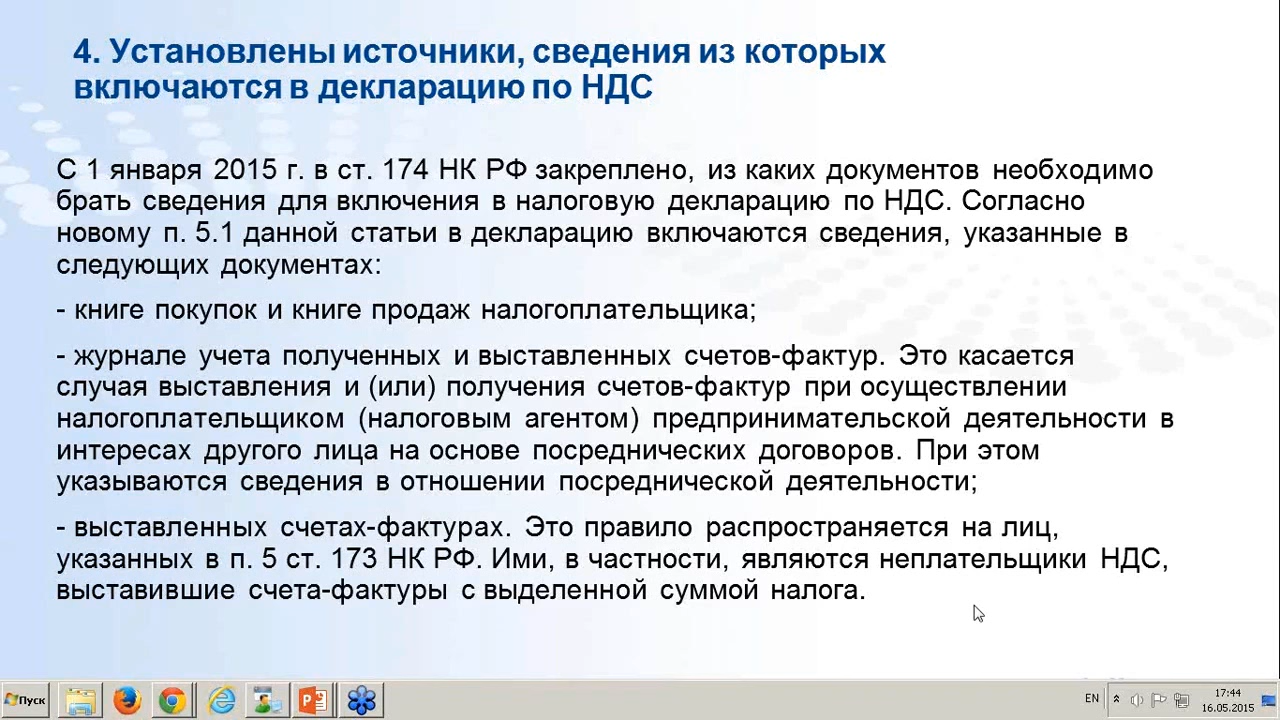 4. Установлены источники, сведения из которых
включаются в декларацию по НДС
С 1 января 2015 г. в ст. 174 НК РФ закреплено, из каких документов необходимо
брать сведения для включения в налоговую декларацию по НДС. Согласно
новому п. 5.1 данной статьи в декларацию включаются сведения, указанные в
следующих документах:
- книге покупок и книге продаж налогоплательщика;
- журнале учета полученных и выставленных счетов-фактур. Это касается
случая выставления и (или) получения счетов-фактур при осуществлении
налогоплательщиком (налоговым агентом) предпринимательской деятельности в
интересах другого лица на основе посреднических договоров. При этом
указываются сведения в отношении посреднической деятельности;
- выставленных счетах-фактурах. Это правило распространяется на лиц,
указанных в п. 5 ст. 173 НК РФ. Ими, в частности, являются неплательщики НДС,
выставившие счета-фактуры с выделенной суммой налога.
Пуск
EN
17:44
16.05.2015